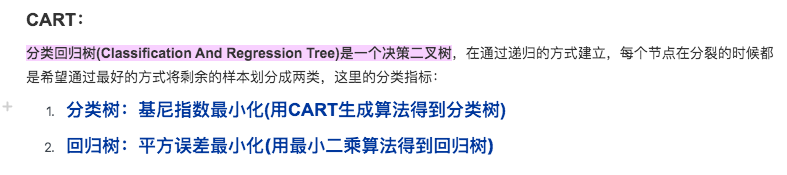 CART：
分类回归树(Classification And Regression Tree)是一个决策二叉树，在通过递归的方式建立，每个节点在分裂的时候都
是希望通过最好的方式将剩余的样本划分成两类，这里的分类指标：
1. 分类树：基尼指数最小化(用CART生成算法得到分类树)
2. 回归树：平方误差最小化(用最小二乘算法得到回归树)